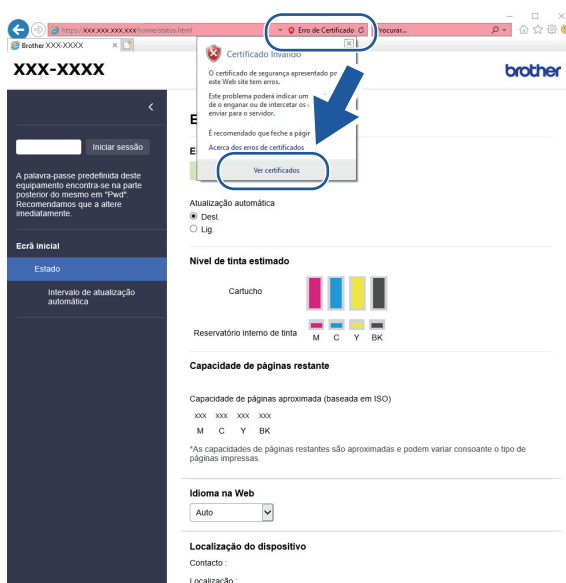 https://xxx.xxx.xxx.xxx/home/status.html
Erro de Certificado
Procurar...
Brother XXX-XXXX
Certificado Inválido
XXX-XXXX
brother
O certificado de segurança apresentado po
este Web site tem erros.
Este problema poderá indicar um
de o enganar ou de intercetar os
enviar para o servidor.
É recomendado que feche a págin
Acerca dos erros de certificados
Ver certificados
E
E
Iniciar sessão
A palavra-passe predefinida deste
equipamento encontra-se na parte
posterior do mesmo em "Pwd".
Recomendamos que a altere
imediatamente.
Ecrã inicial
Estado
Intervalo de atualização
automática
Atualização automática
Desl.
Lig.
Nível de tinta estimado
Cartucho
Reservatório interno de tinta
M C Y BK
Capacidade de páginas restante
Capacidade de páginas aproximada (baseada em ISO)
xxx xxx xxx xxx
M C Y BK
*As capacidades de páginas restantes são aproximadas e podem variar consoante o tipo de
páginas impressas.
Idioma na Web
Auto
Localização do dispositivo
Contacto :
Localização :